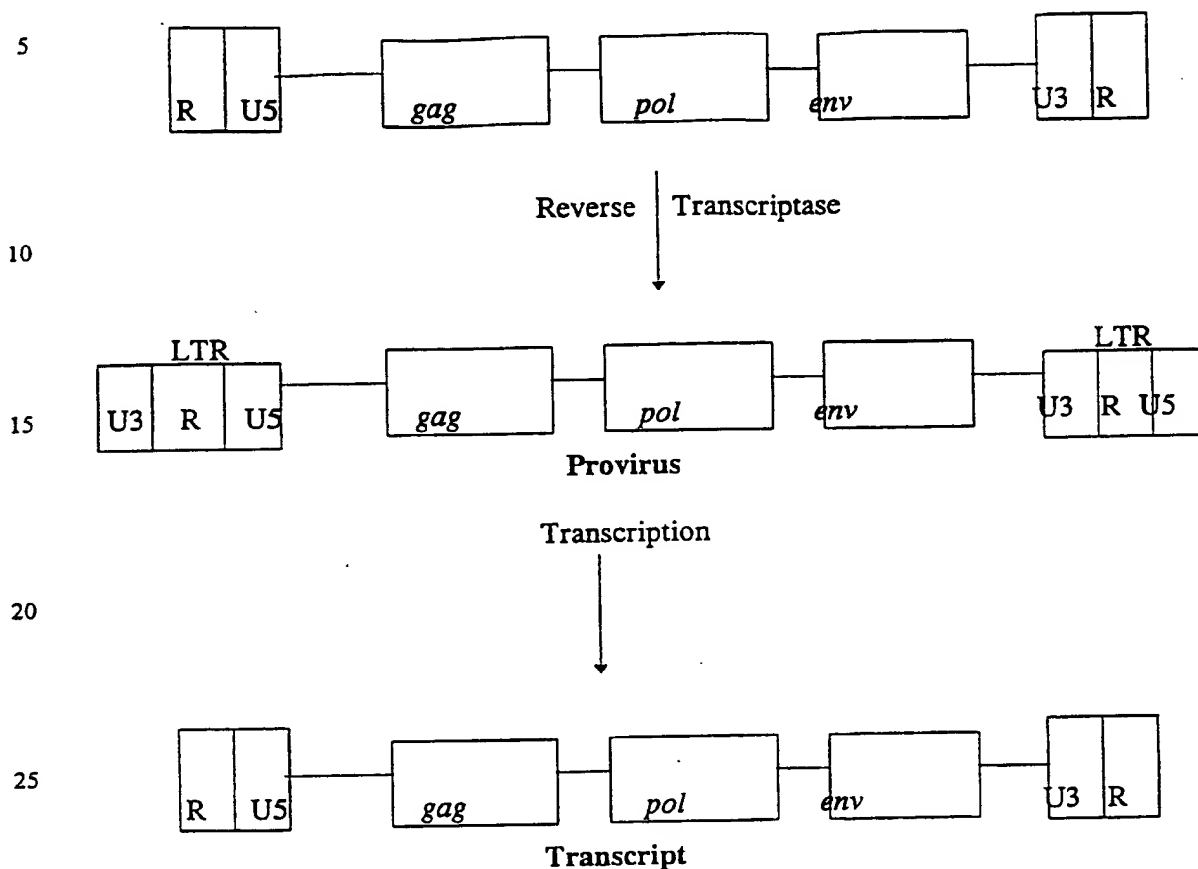 5
R U5 gag pol env U3 R
Reverse Transcriptase
10
LTR LTR
15 U3 R U5 gag pol env U3 R U5
Provirus
Transcription
20
25 R U5 gag pol env U3 R
Transcript